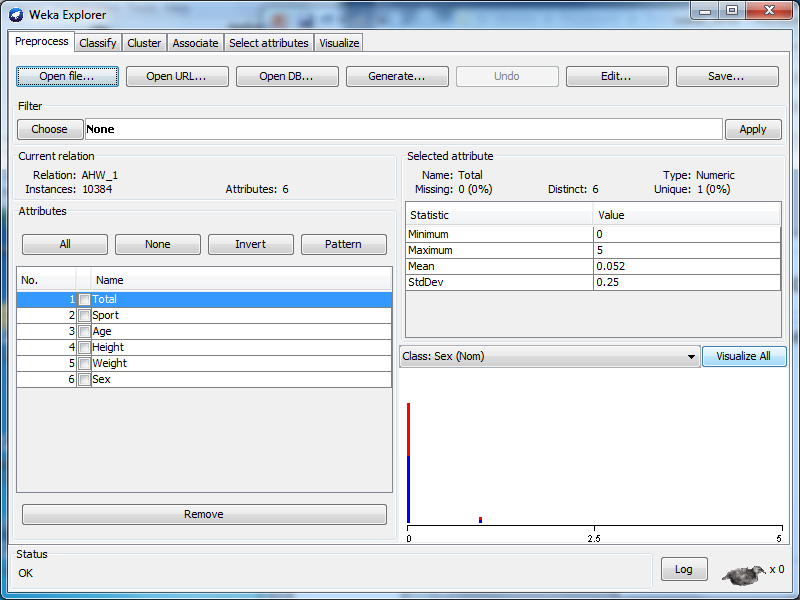 Weka Explorer
Preprocess Classify Cluster Associate Select attributes Visualize
Open file... Open URL... Open DB... Generate... Undo Edit... Save...
Filter
Choose None Apply
Current relation
Relation: AHW_1
Instances: 10384 Attributes: 6
Attributes
All None Invert Pattern
No. Name
1 Total
2 Sport
3 Age
4 Height
5 Weight
6 Sex
Remove
Selected attribute
Name: Total Type: Numeric
Missing: 0 (0%) Distinct: 6 Unique: 1 (0%)
Statistic Value
Minimum 0
Maximum 5
Mean 0.052
StdDev 0.25
Class: Sex (Nom) Visualize All
0 2.5 5
Status
OK
Log x 0